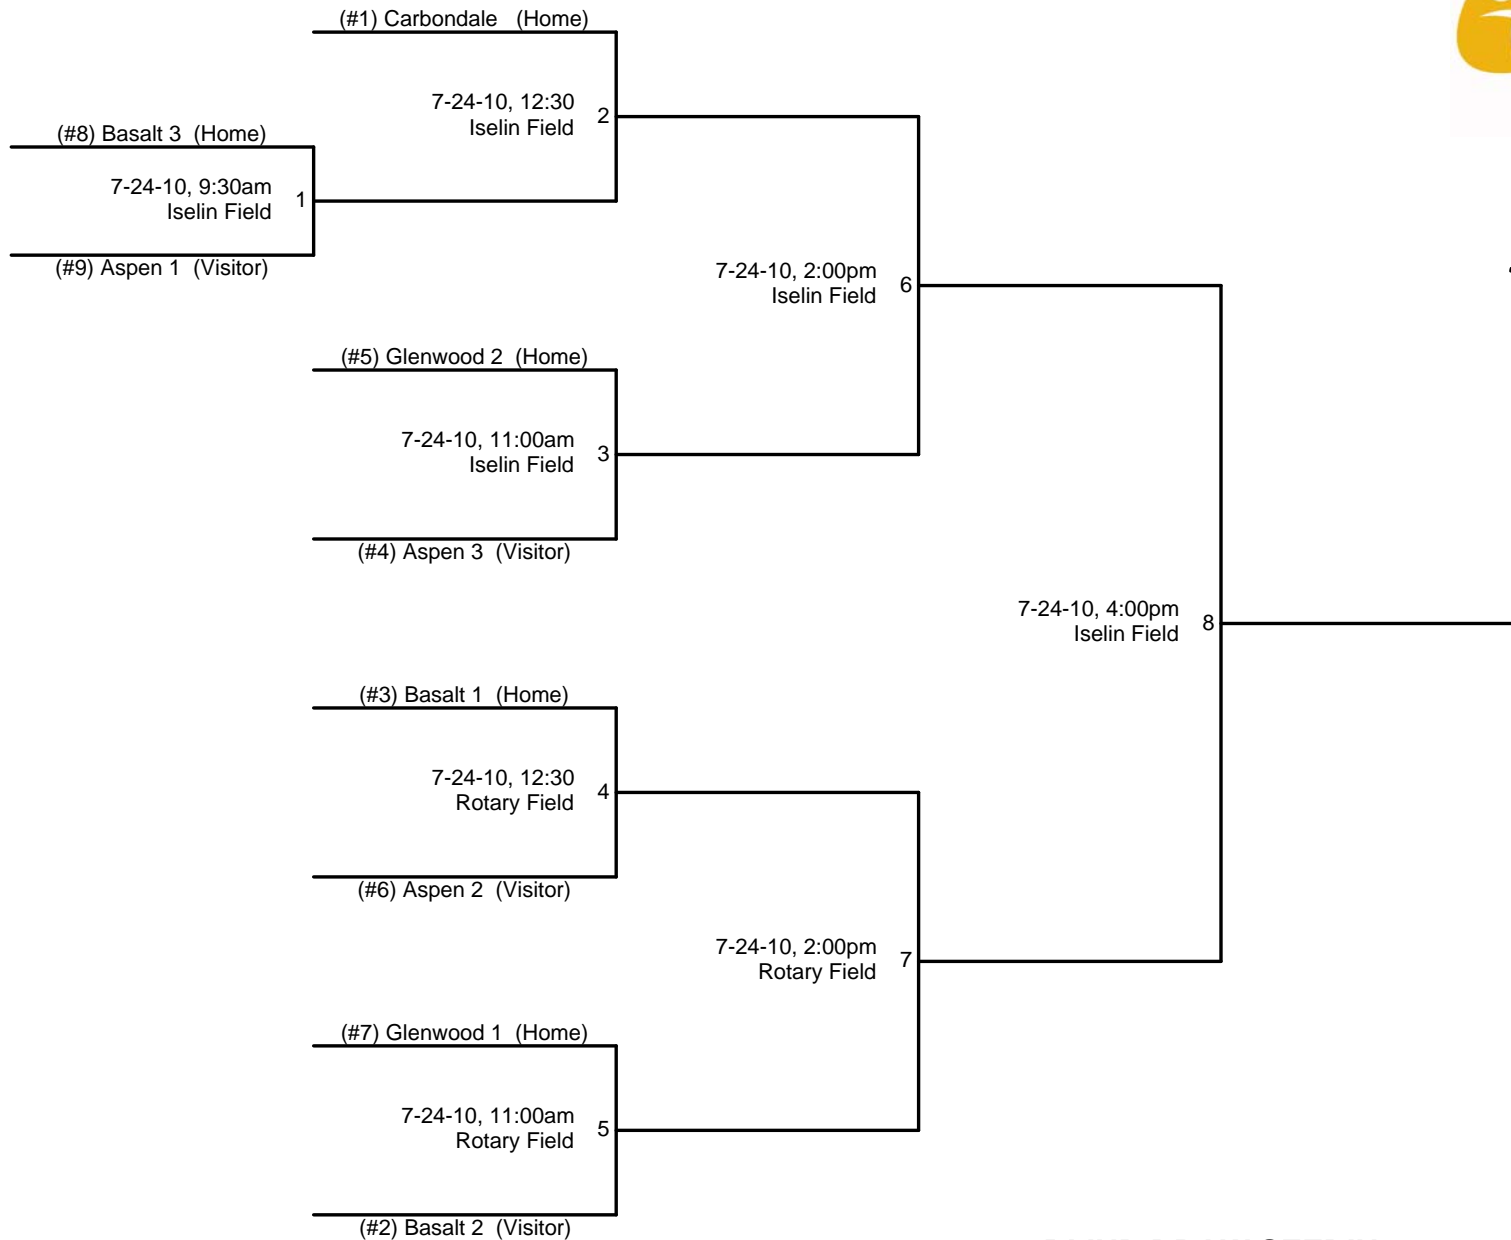 (#1) Carbondale (Home)
7-24-10, 12:30
Iselin Field
2
(#8) Basalt 3 (Home)
7-24-10, 9:30am
Iselin Field
1
(#9) Aspen 1 (Visitor)
7-24-10, 2:00pm
Iselin Field
6
(#5) Glenwood 2 (Home)
7-24-10, 11:00am
Iselin Field
3
(#4) Aspen 3 (Visitor)
7-24-10, 4:00pm
Iselin Field
8
(#3) Basalt 1 (Home)
7-24-10, 12:30
Rotary Field
4
(#6) Aspen 2 (Visitor)
7-24-10, 2:00pm
Rotary Field
7
(#7) Glenwood 1 (Home)
7-24-10, 11:00am
Rotary Field
5
(#2) Basalt 2 (Visitor)